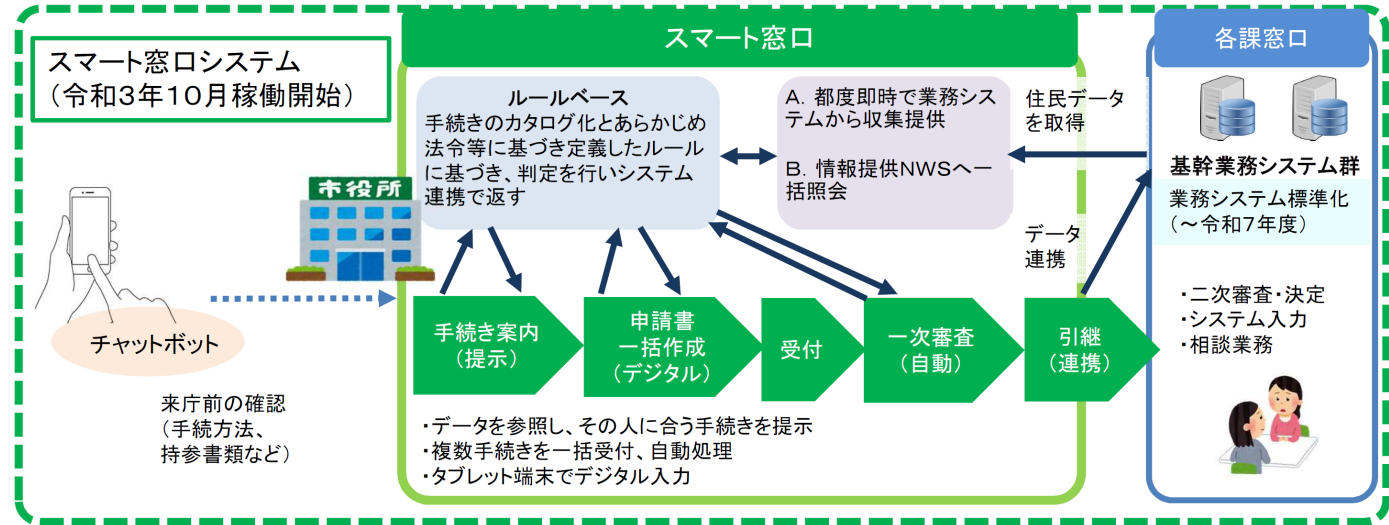 スマート窓口システム
（令和３年１０月稼働開始）
チャットボット
来庁前の確認
（手続方法、
持参書類など）
市役所
スマート窓口
ルールベース
手続きのカタログ化とあらかじめ
法令等に基づき定義したルール
に基づき、判定を行いシステム
連携で返す
A．都度即時で業務シス
テムから収集提供
B．情報提供NWSへ一
括照会
住民データ
を取得
データ
連携
手続き案内
（提示）
申請書
一括作成
（デジタル）
受付
一次審査
（自動）
引継
（連携）
・データを参照し、その人に合う手続きを提示
・複数手続きを一括受付、自動処理
・タブレット端末でデジタル入力
各課窓口
基幹業務システム群
業務システム標準化
（～令和7年度）
・二次審査・決定
・システム入力
・相談業務